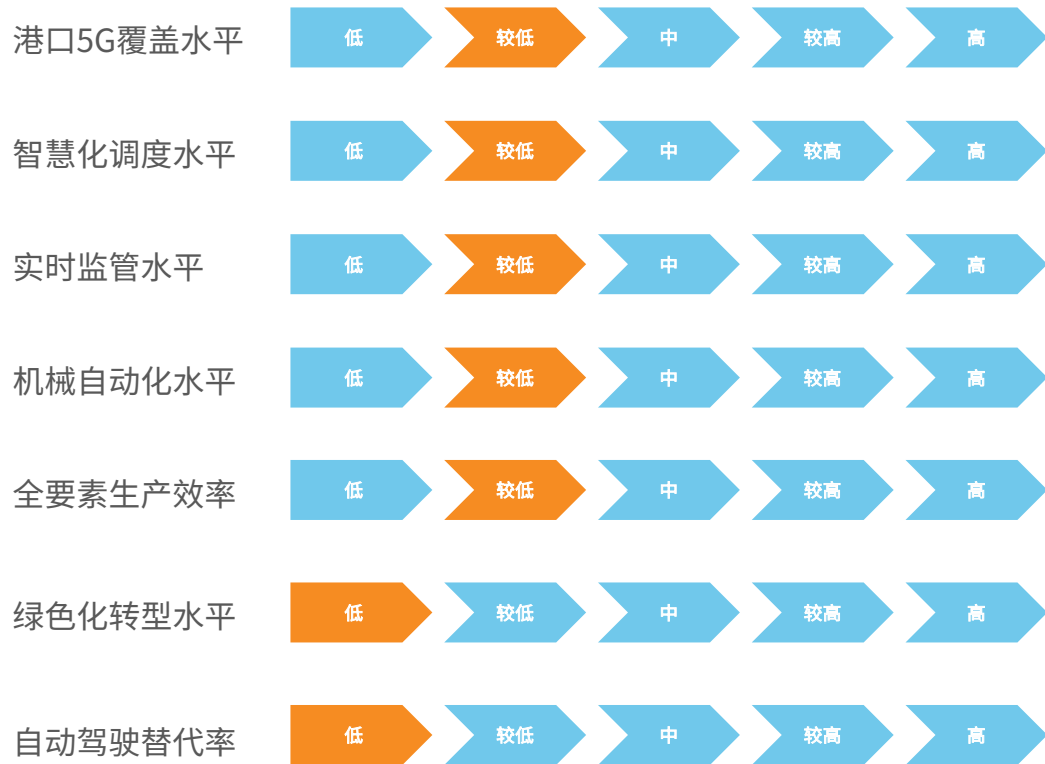 港口5G覆盖水平 低 较低 中 较高 高
智慧化调度水平 低 较低 中 较高 高
实时监管水平 低 较低 中 较高 高
机械自动化水平 低 较低 中 较高 高
全要素生产效率 低 较低 中 较高 高
绿色化转型水平 低 较低 中 较高 高
自动驾驶替代率 低 较低 中 较高 高